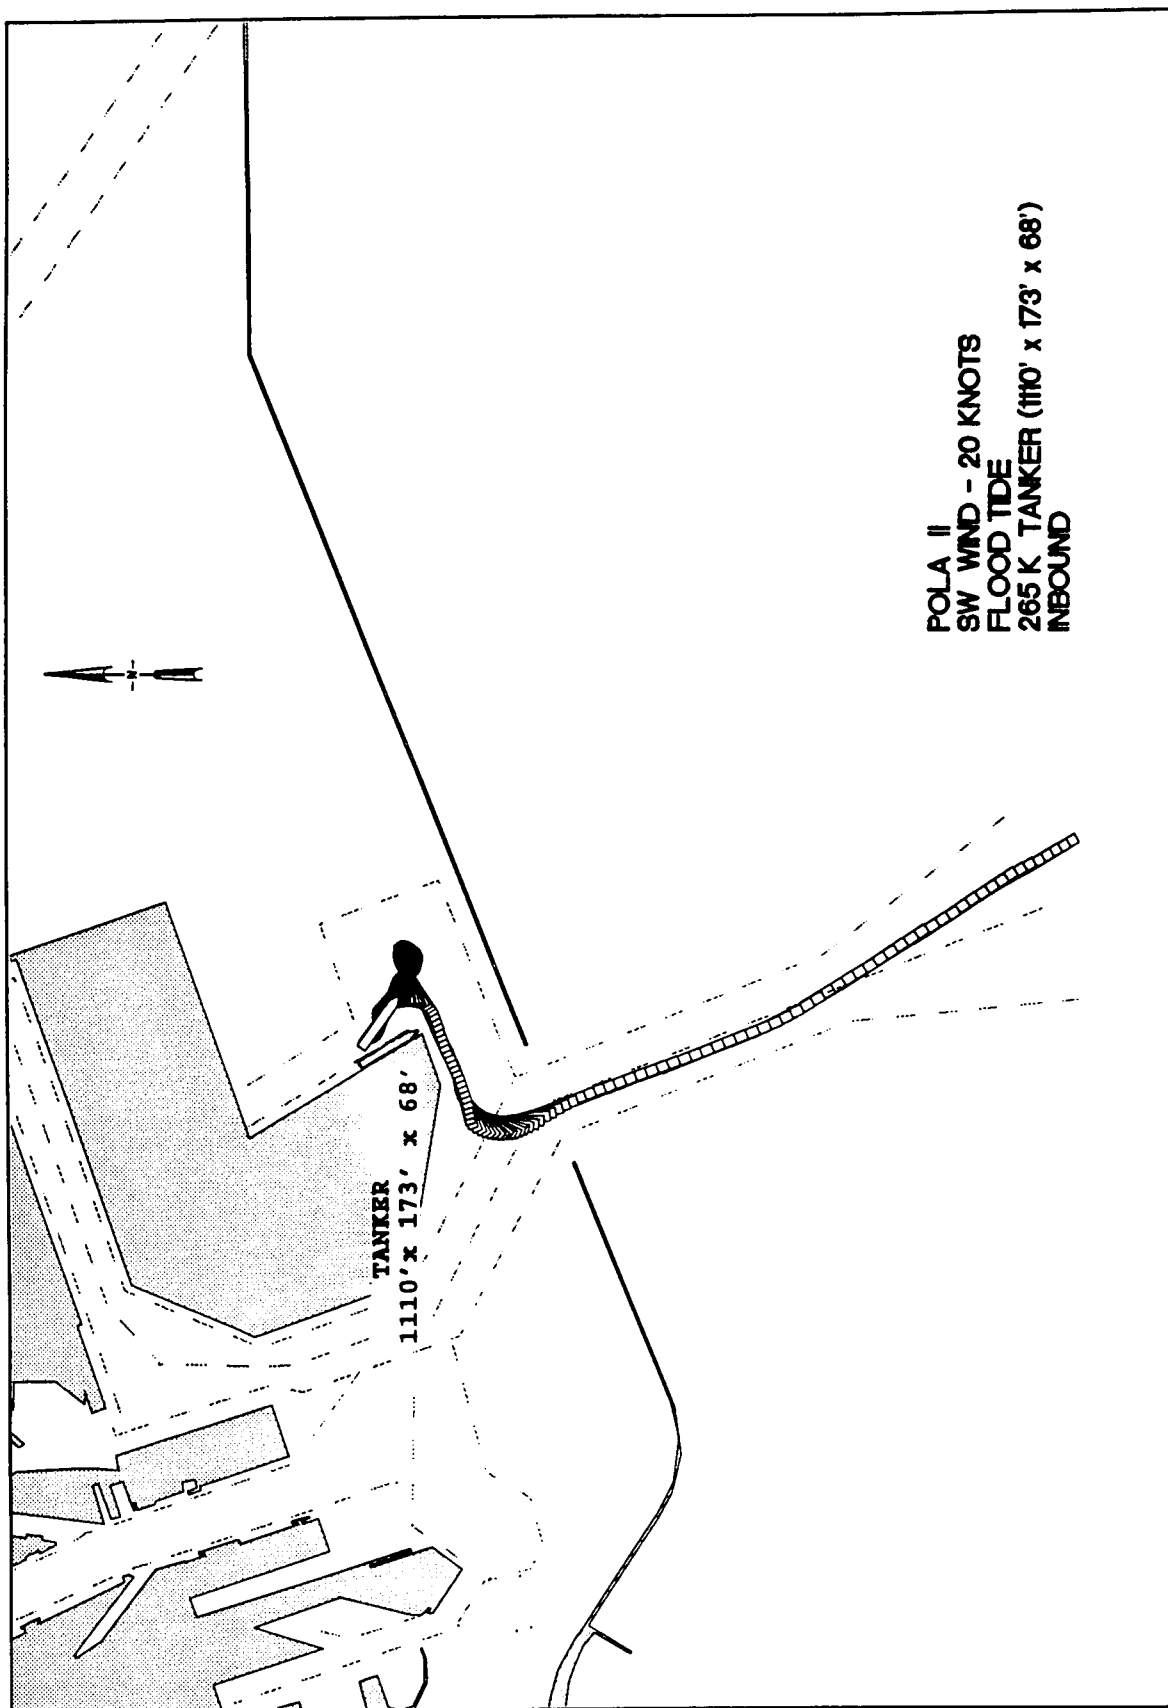 -N-
TANKER
1110'x 173' x 68'
POLA II
SW WIND - 20 KNOTS
FLOOD TIDE
265 K TANKER (1110' x 173' x 68')
INBOUND